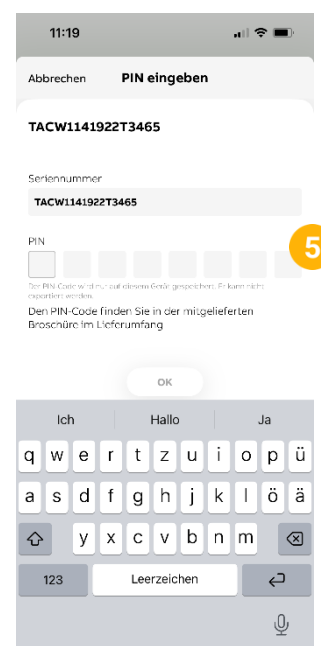 11:19
Abbrechen PIN eingeben
TACW1141922T3465
Seriennummer
TACW1141922T3465
PIN
5
Der PIN-Code wird nur auf diesem Gerät gespeichert. Er kann nicht
exportiert werden.
Den PIN-Code finden Sie in der mitgelieferten
Broschüre im Lieferumfang
OK
Ich Hallo Ja
q w e r t z u i o p ü
a s d f g h j k l ö ä
y x c v b n m
123 Leerzeichen